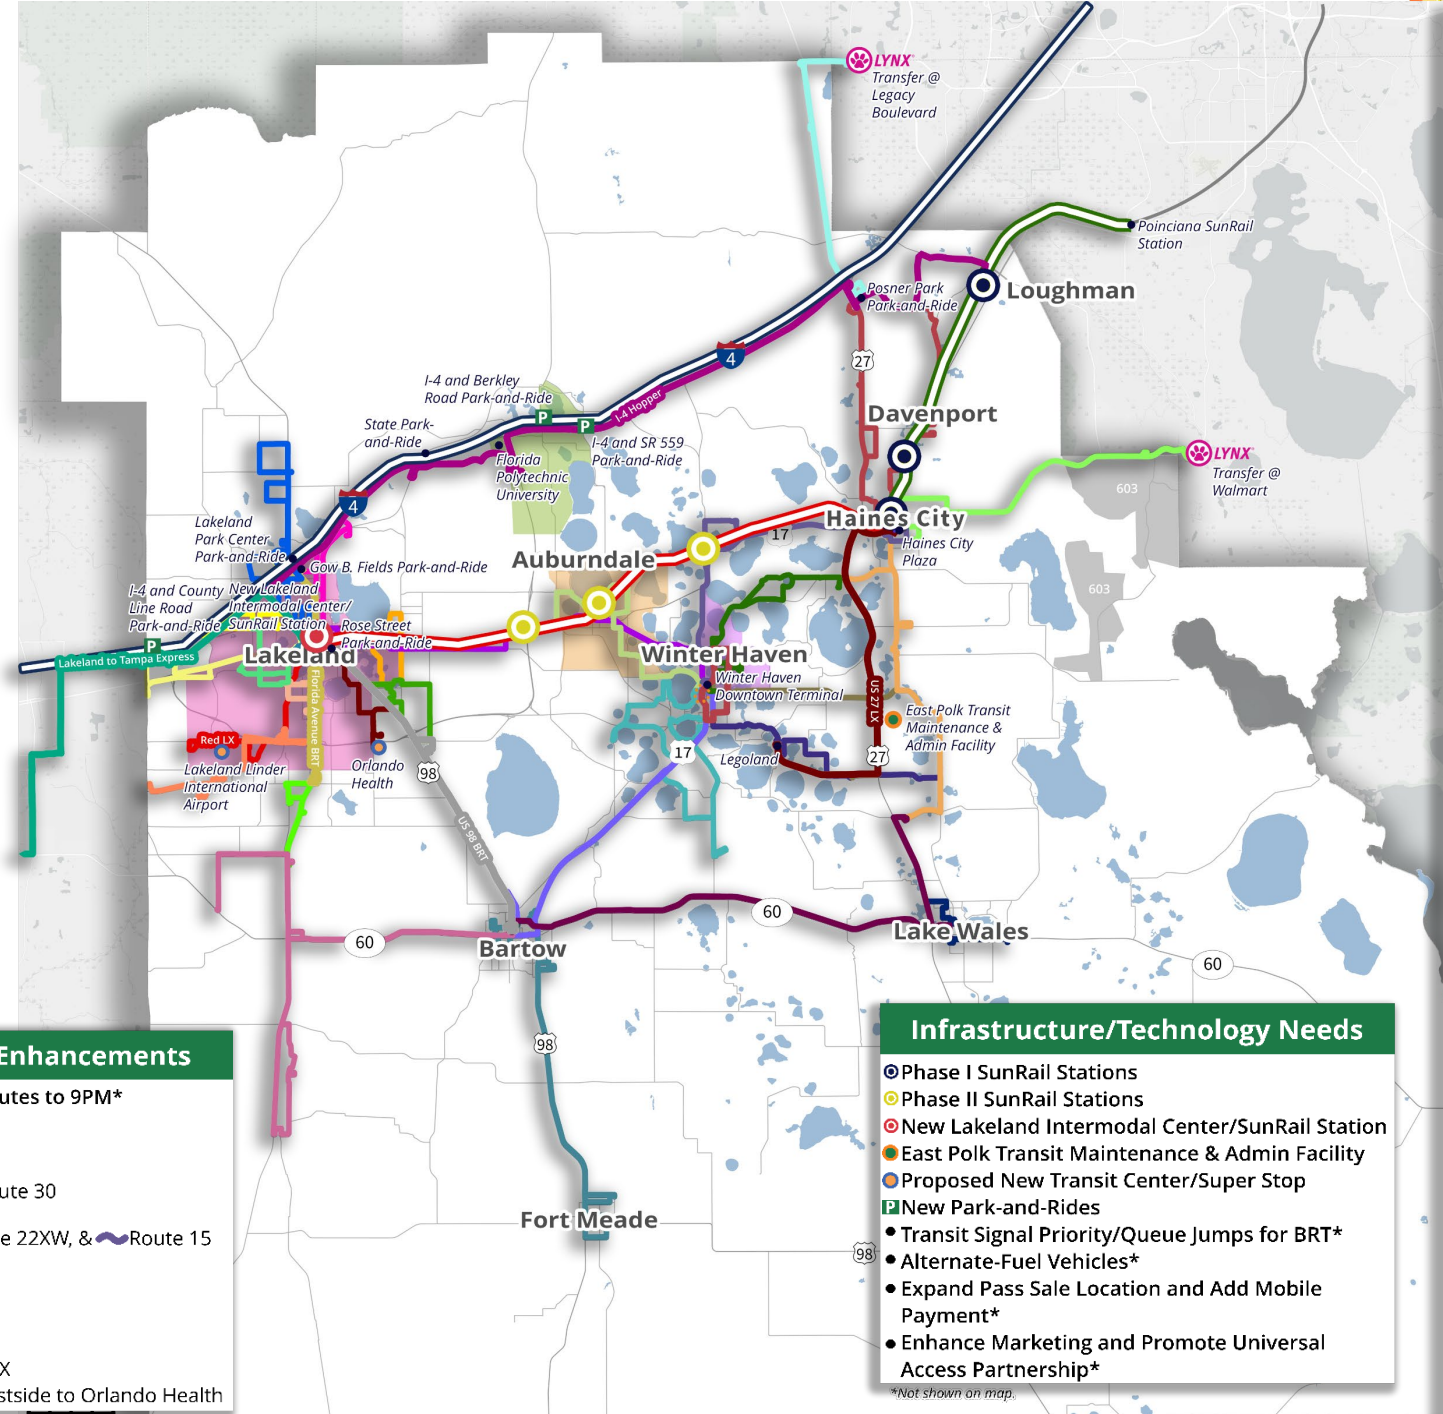 LYNX
Transfer @
Legacy
Boulevard
Poinciana SunRail
Station
Posner Park
Park-and-Ride
Loughman
4
27
I-4 and Berkley
Road Park-and-Ride
I-4 Hopper
P
P
State Park-
and-Ride
I-4 and SR 559
Park-and-Ride
Florida
Polytechnic
University
Davenport
LYNX
Transfer @
Walmart
603
4
Lakeland
Park Center
Park-and-Ride
Haines City
17
Haines City
Plaza
Auburndale
Gow B. Fields Park-and-Ride
603
I-4 and County
Line Road
Park-and-Ride
New Lakeland
Intermodal Center/
SunRail Station
Rose Street
Park-and-Ride
P
Lakeland to Tampa Express
Lakeland
Winter Haven
Winter Haven
Downtown Terminal
Florida Avenue BRT
US 27 LX
East Polk Transit
Maintenance &
Admin Facility
Red LX
Lakeland Linder
International
Airport
Orlando
Health
98
17
Legoland
27
US 98 BRT
60
60
Bartow
Lake Wales
60
98
Fort Meade
98
Enhancements
utes to 9PM*
ute 30
e 22XW, & Route 15
X
stside to Orlando Health
Infrastructure/Technology Needs
Phase I SunRail Stations
Phase II SunRail Stations
New Lakeland Intermodal Center/SunRail Station
East Polk Transit Maintenance & Admin Facility
Proposed New Transit Center/Super Stop
P New Park-and-Rides
• Transit Signal Priority/Queue Jumps for BRT*
• Alternate-Fuel Vehicles*
• Expand Pass Sale Location and Add Mobile
Payment*
• Enhance Marketing and Promote Universal
Access Partnership*
*Not shown on map.